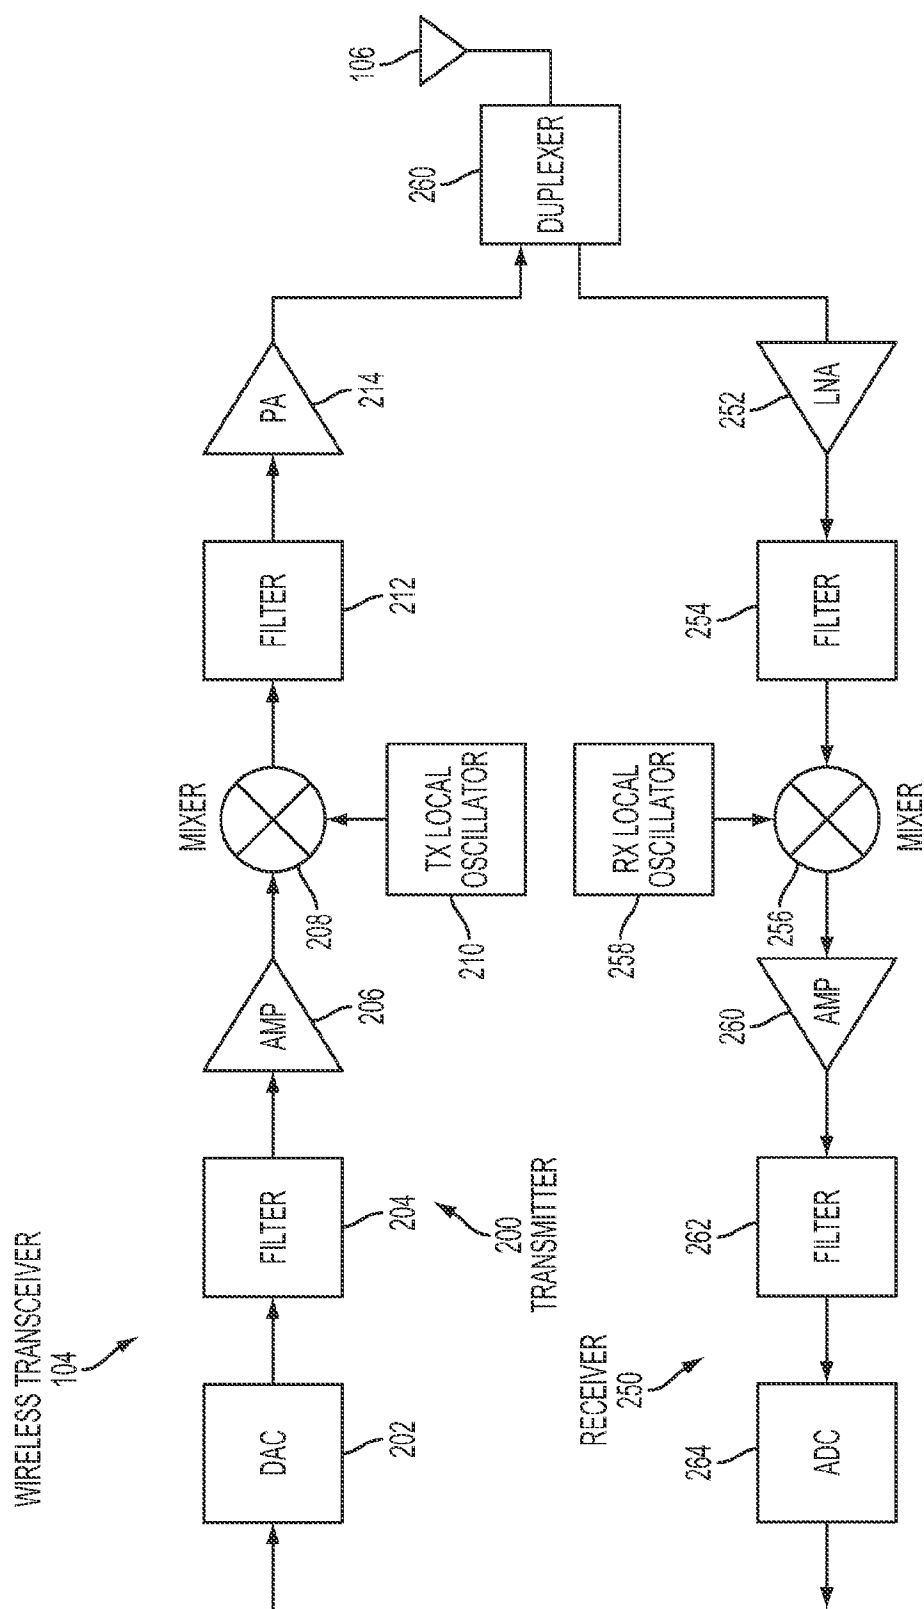 WIRELESS TRANSCEIVER
104
DAC
202
FILTER
204
200
TRANSMITTER
AMP
206
MIXER
208
TX LOCAL
OSCILLATOR
210
FILTER
212
PA
214
106
DUPLEXER
260
LNA
252
FILTER
254
RX LOCAL
OSCILLATOR
258
MIXER
256
AMP
260
FILTER
262
RECEIVER
250
ADC
264